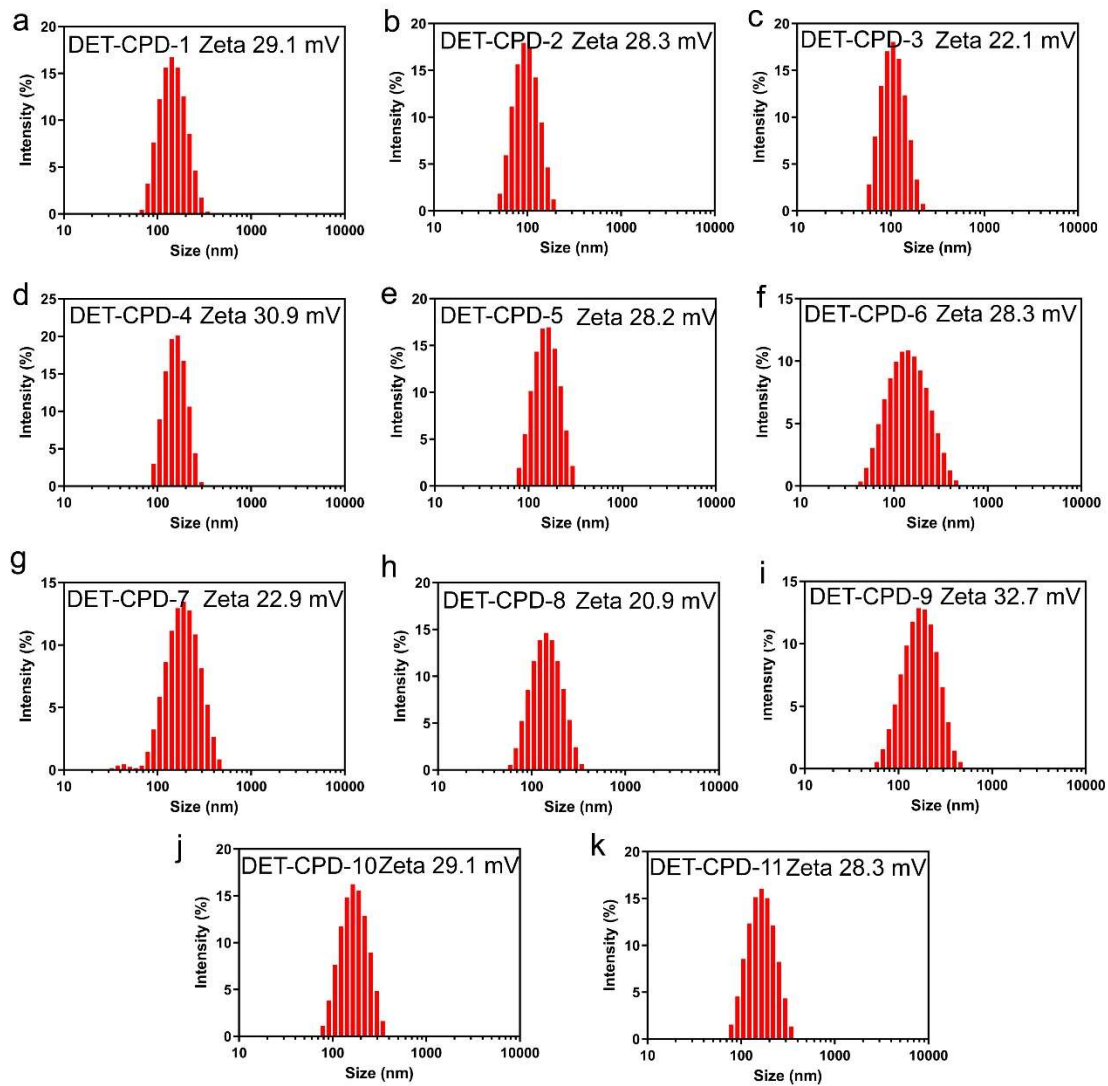 a
DET-CPD-1 Zeta 29.1 mV
Intensity (%)
20
15
10
5
0
10
100
1000
10000
Size (nm)
b
DET-CPD-2 Zeta 28.3 mV
Intensity (%)
20
15
10
5
0
10
100
1000
10000
Size (nm)
c
DET-CPD-3 Zeta 22.1 mV
Intensity (%)
20
15
10
5
0
10
100
1000
10000
Size (nm)
d
DET-CPD-4 Zeta 30.9 mV
Intensity (%)
25
20
15
10
5
0
10
100
1000
10000
Size (nm)
e
DET-CPD-5 Zeta 28.2 mV
Intensity (%)
20
15
10
5
0
10
100
1000
10000
Size (nm)
f
DET-CPD-6 Zeta 28.3 mV
Intensity (%)
15
10
5
0
10
100
1000
10000
Size (nm)
g
DET-CPD-7 Zeta 22.9 mV
Intensity (%)
15
10
5
0
10
100
1000
10000
Size (nm)
h
DET-CPD-8 Zeta 20.9 mV
Intensity (%)
20
15
10
5
0
10
100
1000
10000
Size (nm)
i
DET-CPD-9 Zeta 32.7 mV
Intensity (%)
15
10
5
0
10
100
1000
10000
Size (nm)
j
DET-CPD-10 Zeta 29.1 mV
Intensity (%)
20
15
10
5
0
10
100
1000
10000
Size (nm)
k
DET-CPD-11 Zeta 28.3 mV
Intensity (%)
20
15
10
5
0
10
100
1000
10000
Size (nm)